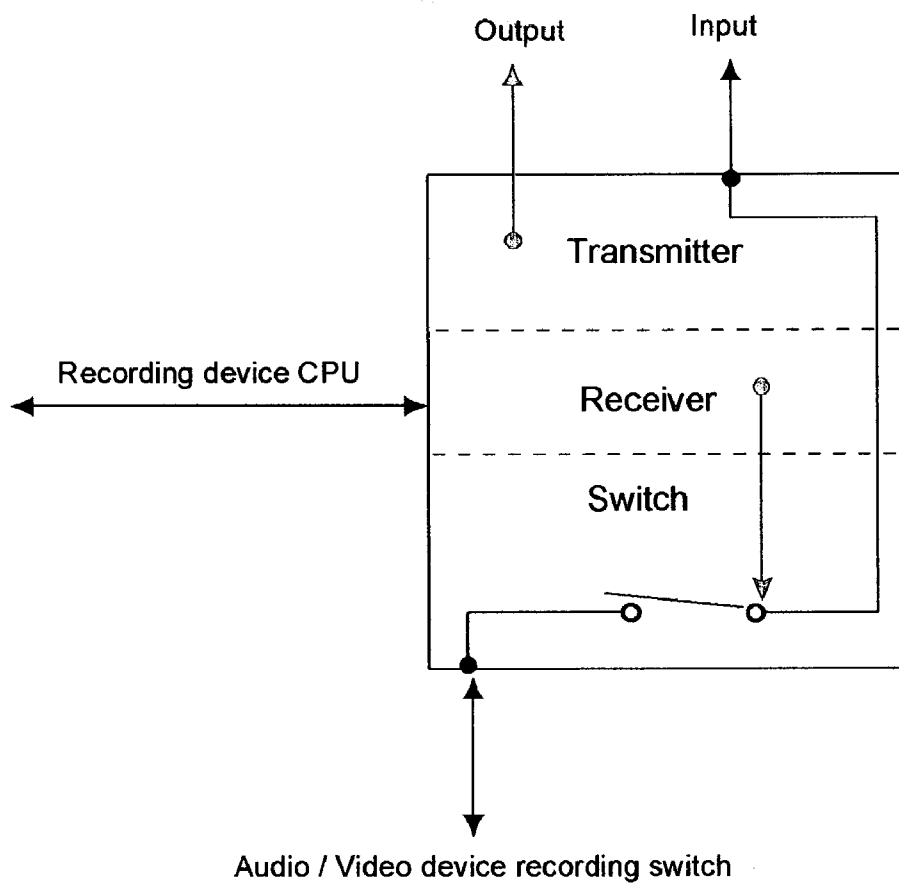 Output
Input
Transmitter
Recording device CPU
Receiver
Switch
Audio / Video device recording switch